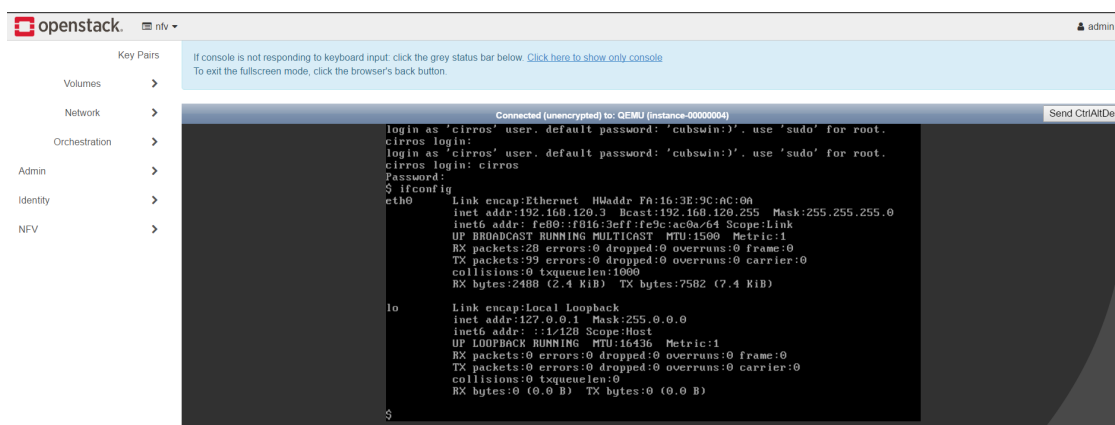 openstack. nfv admin
Key Pairs
Volumes
Network
Orchestration
Admin
Identity
NFV
If console is not responding to keyboard input: click the grey status bar below. Click here to show only console
To exit the fullscreen mode, click the browser's back button.
Connected (unencrypted) to: QEMU (instance-00000004)
Send CtrlAltDe
login as 'cirros' user. default password: 'cubswin:)'. use 'sudo' for root.
cirros login:
login as 'cirros' user. default password: 'cubswin:)'. use 'sudo' for root.
cirros login: cirros
Password:
$ ifconfig
eth0 Link encap:Ethernet HWaddr FA:16:3E:9C:AC:0A
inet addr:192.168.120.3 Bcast:192.168.120.255 Mask:255.255.255.0
inet6 addr: fe80::f816:3eff:fe9c:ac0a/64 Scope:Link
UP BROADCAST RUNNING MULTICAST MTU:1500 Metric:1
RX packets:28 errors:0 dropped:0 overruns:0 frame:0
TX packets:99 errors:0 dropped:0 overruns:0 carrier:0
collisions:0 txqueuelen:1000
RX bytes:2488 (2.4 KiB) TX bytes:7582 (7.4 KiB)
lo Link encap:Local Loopback
inet addr:127.0.0.1 Mask:255.0.0.0
inet6 addr: ::1/128 Scope:Host
UP LOOPBACK RUNNING MTU:16436 Metric:1
RX packets:0 errors:0 dropped:0 overruns:0 frame:0
TX packets:0 errors:0 dropped:0 overruns:0 carrier:0
collisions:0 txqueuelen:0
RX bytes:0 (0.0 B) TX bytes:0 (0.0 B)
$